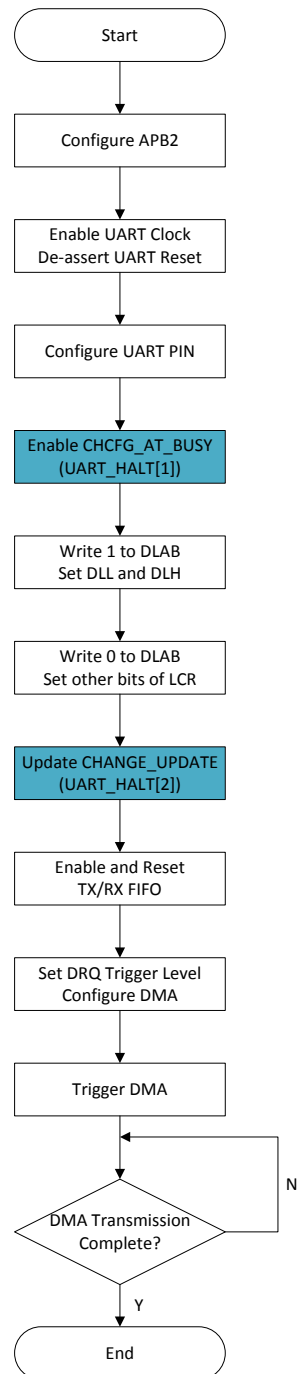 Start
Configure APB2
Enable UART Clock
De-assert UART Reset
Configure UART PIN
Enable CHCFG_AT_BUSY
(UART_HALT[1])
Write 1 to DLAB
Set DLL and DLH
Write 0 to DLAB
Set other bits of LCR
Update CHANGE_UPDATE
(UART_HALT[2])
Enable and Reset
TX/RX FIFO
Set DRQ Trigger Level
Configure DMA
Trigger DMA
DMA Transmission
Complete?
N
Y
End